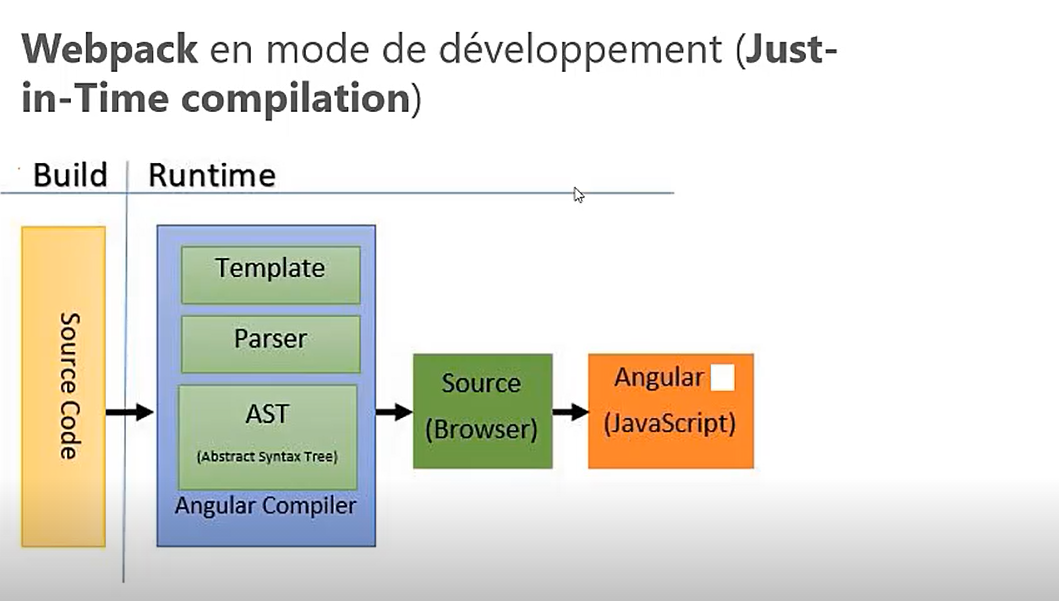 Webpack en mode de développement (Just-
in-Time compilation)
Build
Runtime
Source Code
Template
Parser
AST
(Abstract Syntax Tree)
Angular Compiler
Source
(Browser)
Angular
(JavaScript)